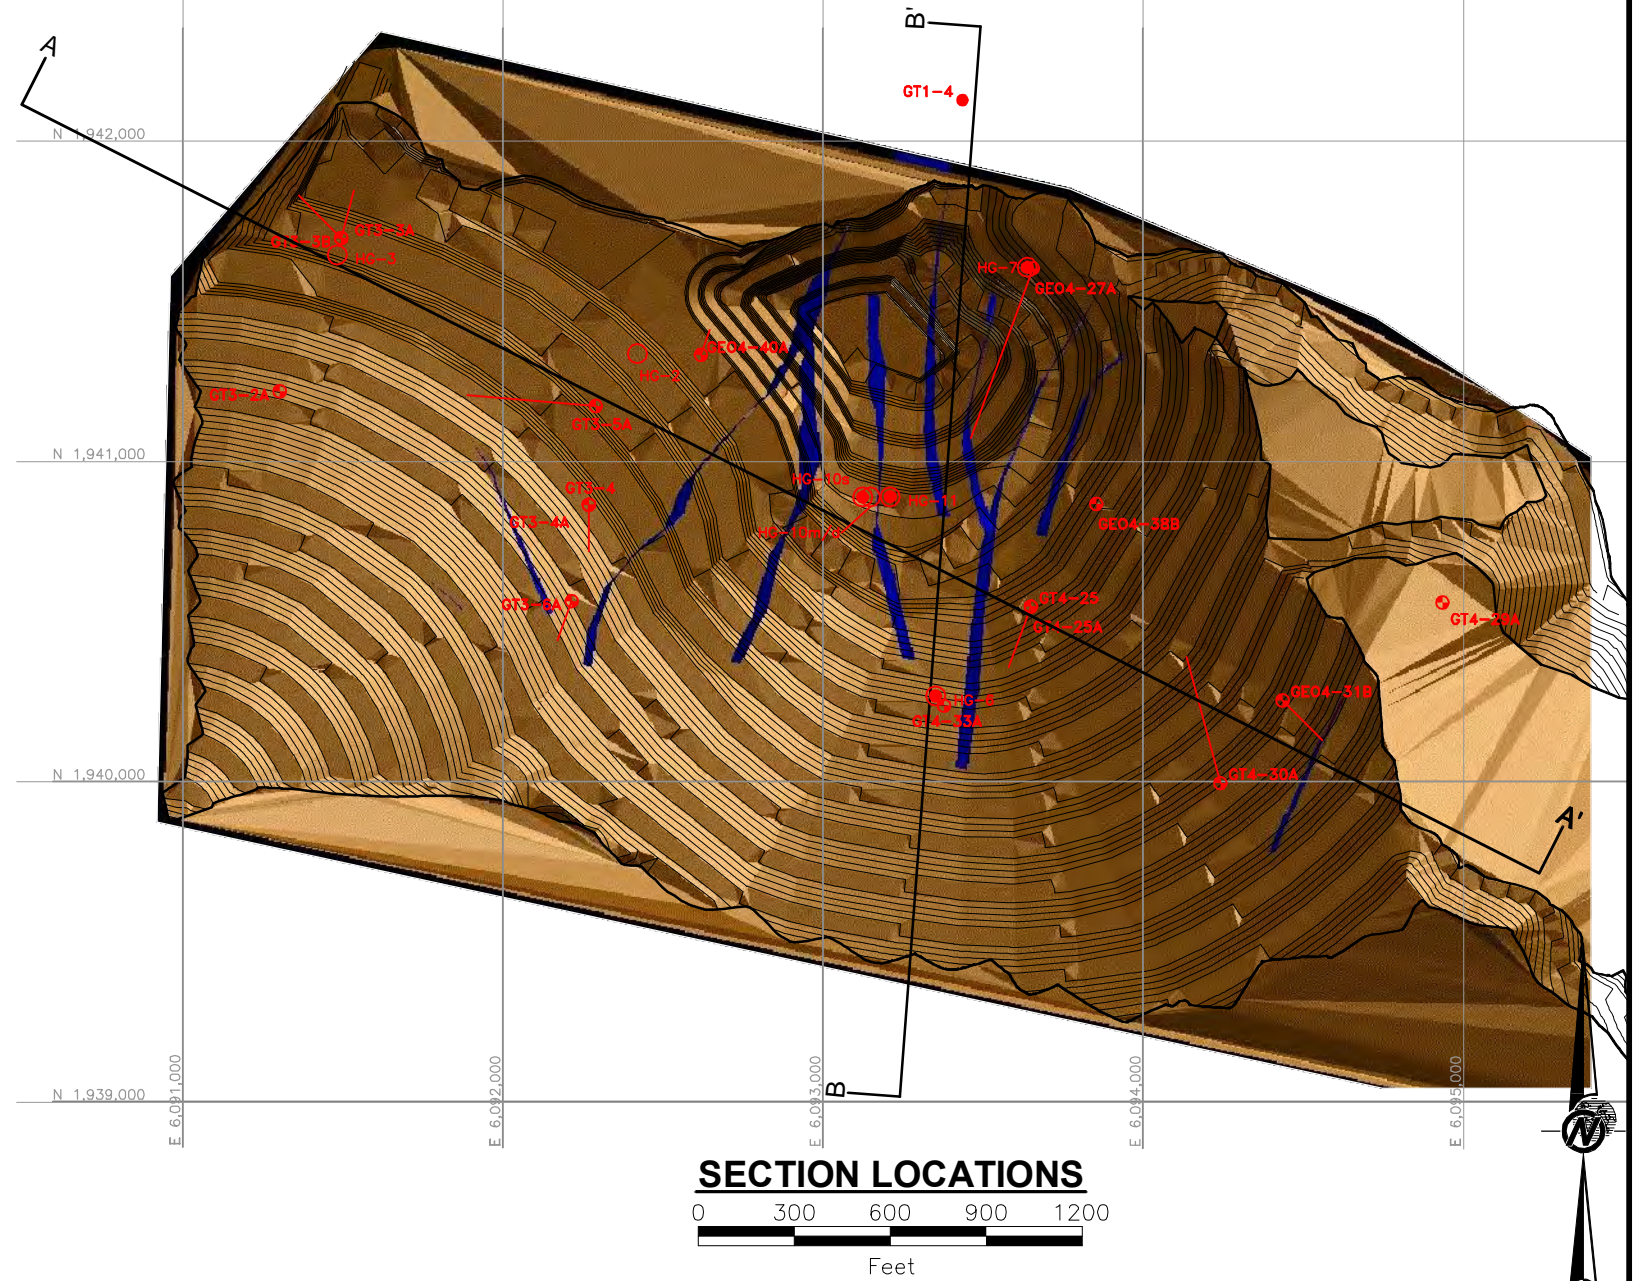 B'
A
GT1-4
N 1,942,000
GT3-3A
HG-3
HG-7
GEO4-27A
GEO4-40A
HG-2
GT3-2A
GT3-5A
N 1,941,000
HG-10s
GT3-4
HG-11
GT3-4A
GEO4-38B
HG-10m/d
GT3-6A
GT4-25
GT4-25A
GT4-29A
GEO4-31B
HG-6
GT4-33A
N 1,940,000
GT4-30A
A'
B
N 1,939,000
E 6,091,000
E 6,092,000
E 6,093,000
E 6,094,000
E 6,095,000
N
SECTION LOCATIONS
0 300 600 900 1200
Feet